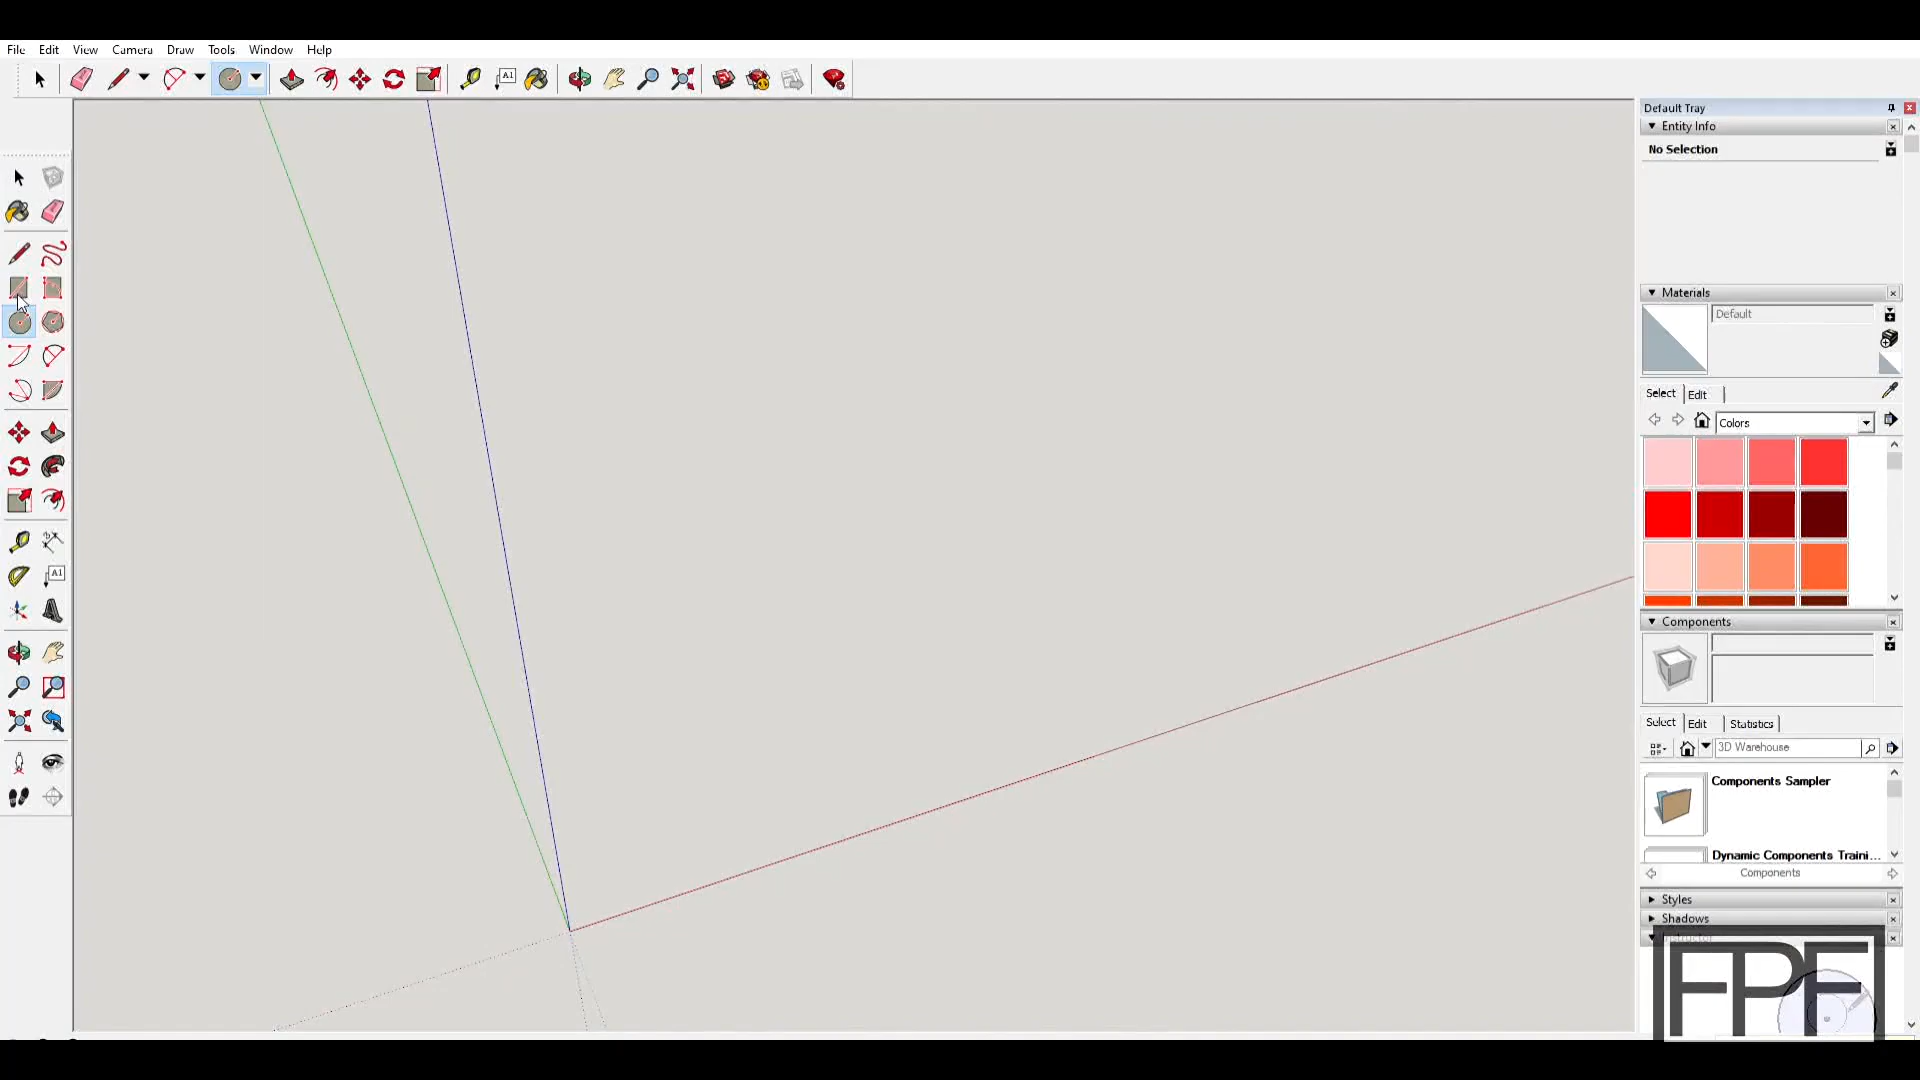 File Edit View Camera Draw Tools Window Help
Default Tray
Entity Info
No Selection
Materials
Default
Select Edit
Colors
Components
Select Edit Statistics
3D Warehouse
Components Sampler
Dynamic Components Traini...
Components
Styles
Shadows
Instructor
FPF